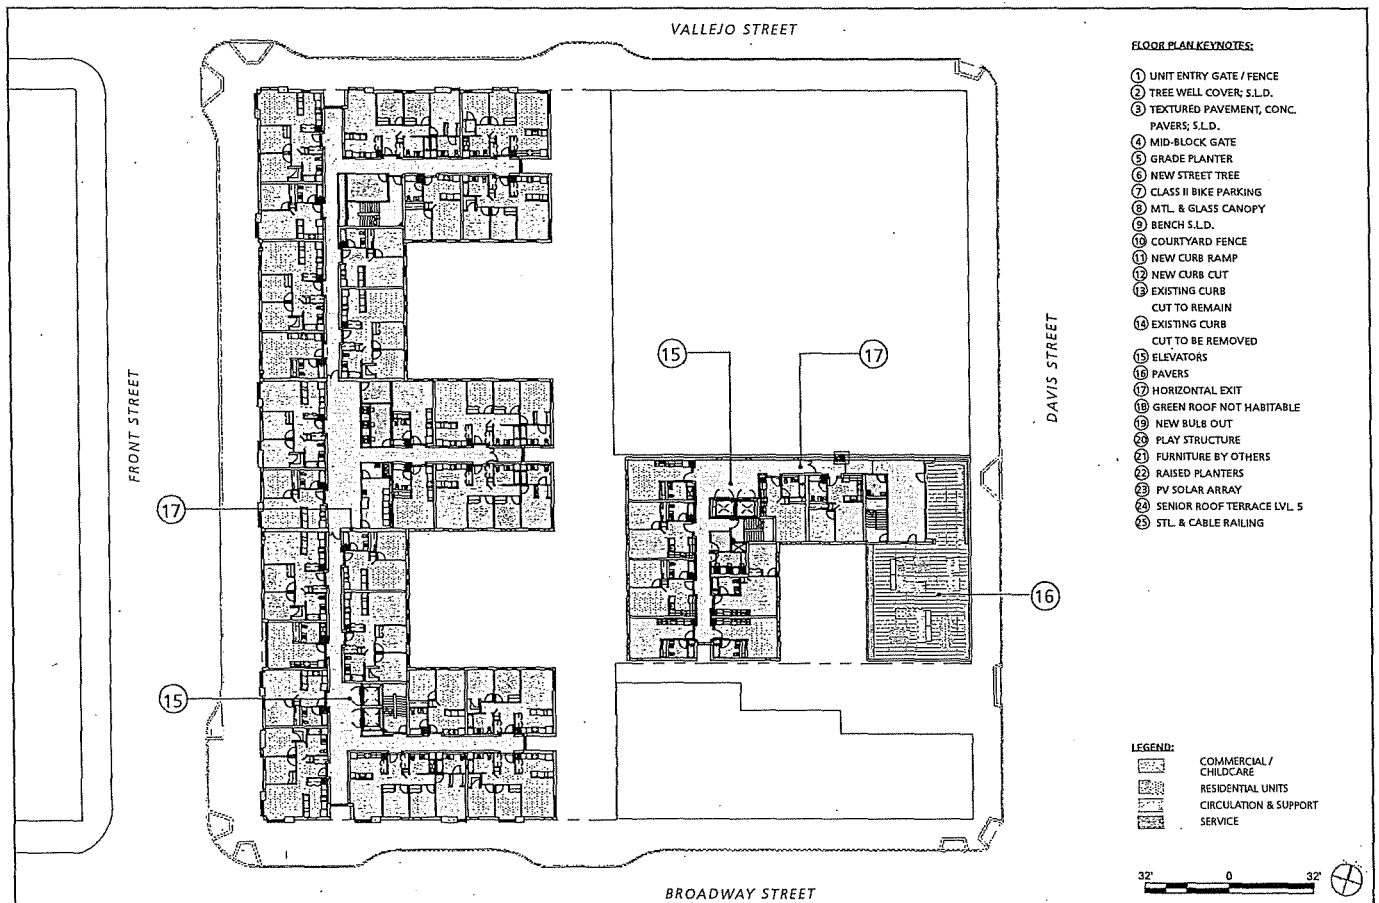 VALLEJO STREET
FLOOR PLAN KEYNOTES:
1 UNIT ENTRY GATE / FENCE
2 TREE WELL COVER; S.L.D.
3 TEXTURED PAVEMENT, CONC.
PAVERS; S.L.D.
4 MID-BLOCK GATE
5 GRADE PLANTER
6 NEW STREET TREE
7 CLASS II BIKE PARKING
8 MTL. & GLASS CANOPY
9 BENCH S.L.D.
10 COURTYARD FENCE
11 NEW CURB RAMP
12 NEW CURB CUT
13 EXISTING CURB
CUT TO REMAIN
14 EXISTING CURB
CUT TO BE REMOVED
15 ELEVATORS
16 PAVERS
17 HORIZONTAL EXIT
18 GREEN ROOF NOT HABITABLE
19 NEW BULB OUT
20 PLAY STRUCTURE
21 FURNITURE BY OTHERS
22 RAISED PLANTERS
23 PV SOLAR ARRAY
24 SENIOR ROOF TERRACE LVL. 5
25 STL. & CABLE RAILING
15
17
FRONT STREET
DAVIS STREET
17
16
15
LEGEND:
COMMERCIAL /
CHILDCARE
RESIDENTIAL UNITS
CIRCULATION & SUPPORT
SERVICE
32' 0 32'
BROADWAY STREET